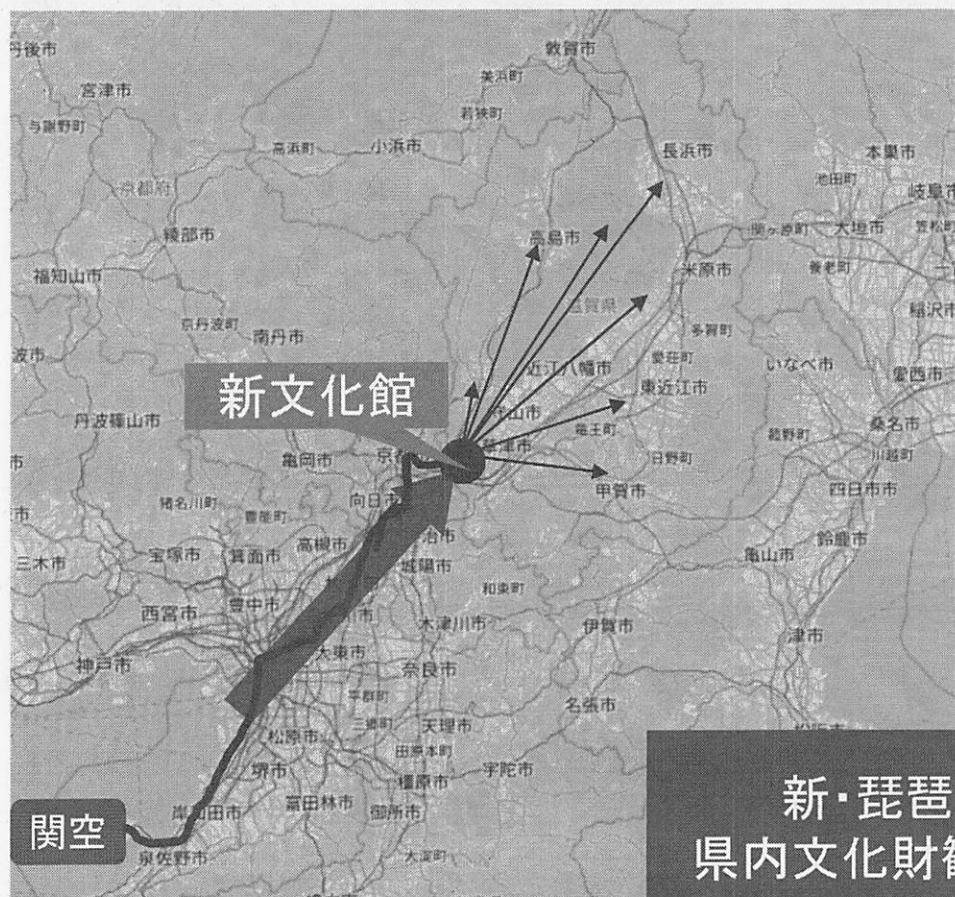 丹後市
敦賀市
美浜町
宮津市
若狭町
与謝野町
小浜市
高浜町
長浜市
本巣市
池田町
京都府
岐阜市
綾部市
高島市
関ヶ原町
大垣市
笠松町
福知山市
米原市
養老町
滋賀県
稲沢市
京丹波町
南丹市
多賀町
愛荘町
近江八幡市
いなべ市
愛西市
東近江市
新文化館
丹波篠山市
竜王町
桑名市
菰野町
草津市
亀岡市
日野町
川越町
甲賀市
四日市市
向日市
猪名川町
豊能町
高槻市
鈴鹿市
三木市
宝塚市
箕面市
亀山市
城陽市
和束町
豊中市
西宮市
木津川市
伊賀市
津市
大東市
神戸市
奈良市
平群町
名張市
三郷町
天理市
松原市
田原本町
堺市
宇陀市
橿原市
新・琵琶
岸和田市
富田林市
御所市
関空
県内文化財観
泉佐野市
大淀町